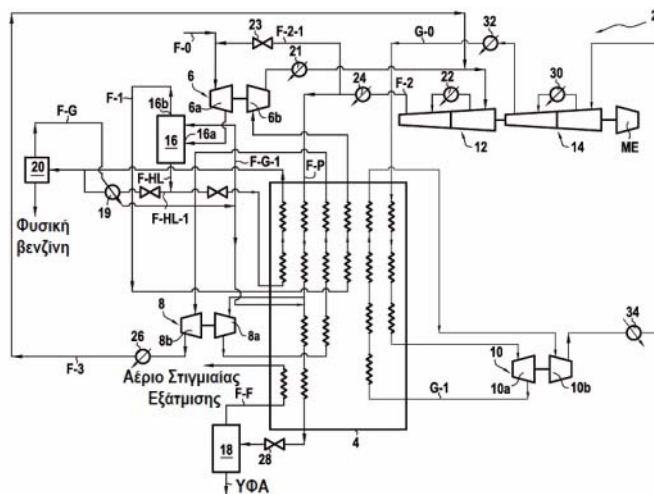 23
F-2-1
32
2
F-0
21
G-0
30
6
24
F-2
22
F-1
16b
6a
6b
F-G
16
16a
12
14
ME
F-P
20
F-HL
F-G-1
19
F-HL-1
Φυσική
βενζίνη
8
26
8b
8a
34
10
F-3
Αέριο Στιγμιαίας
Εξάτμισης
10a
10b
G-1
F-F
18
28
4
ΥΦΑ